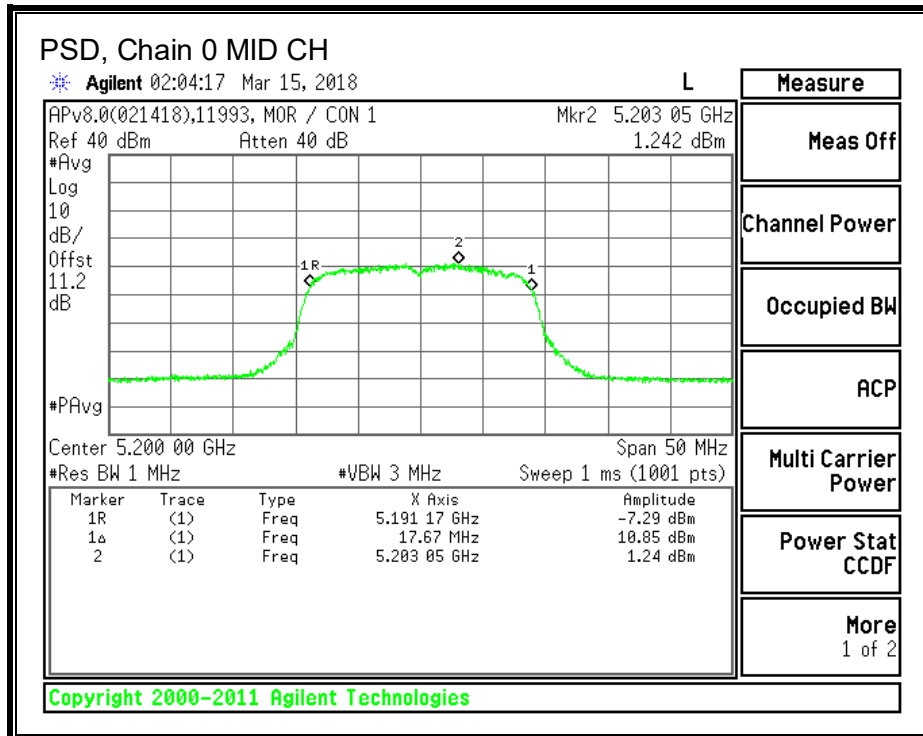 PSD, Chain 0 MID CH
Agilent 02:04:17 Mar 15, 2018 L
APv8.0(021418),11993, MOR / CON 1 Mkr2 5.203 05 GHz
Ref 40 dBm Atten 40 dB 1.242 dBm
#Avg
Log
10
dB/
Offst
11.2
dB
1R
2
1
#PAvg
Center 5.200 00 GHz Span 50 MHz
#Res BW 1 MHz #VBW 3 MHz Sweep 1 ms (1001 pts)
Marker Trace Type X Axis Amplitude
1R (1) Freq 5.191 17 GHz -7.29 dBm
1△ (1) Freq 17.67 MHz 10.85 dBm
2 (1) Freq 5.203 05 GHz 1.24 dBm
Measure
Meas Off
Channel Power
Occupied BW
ACP
Multi Carrier
Power
Power Stat
CCDF
More
1 of 2
Copyright 2000-2011 Agilent Technologies